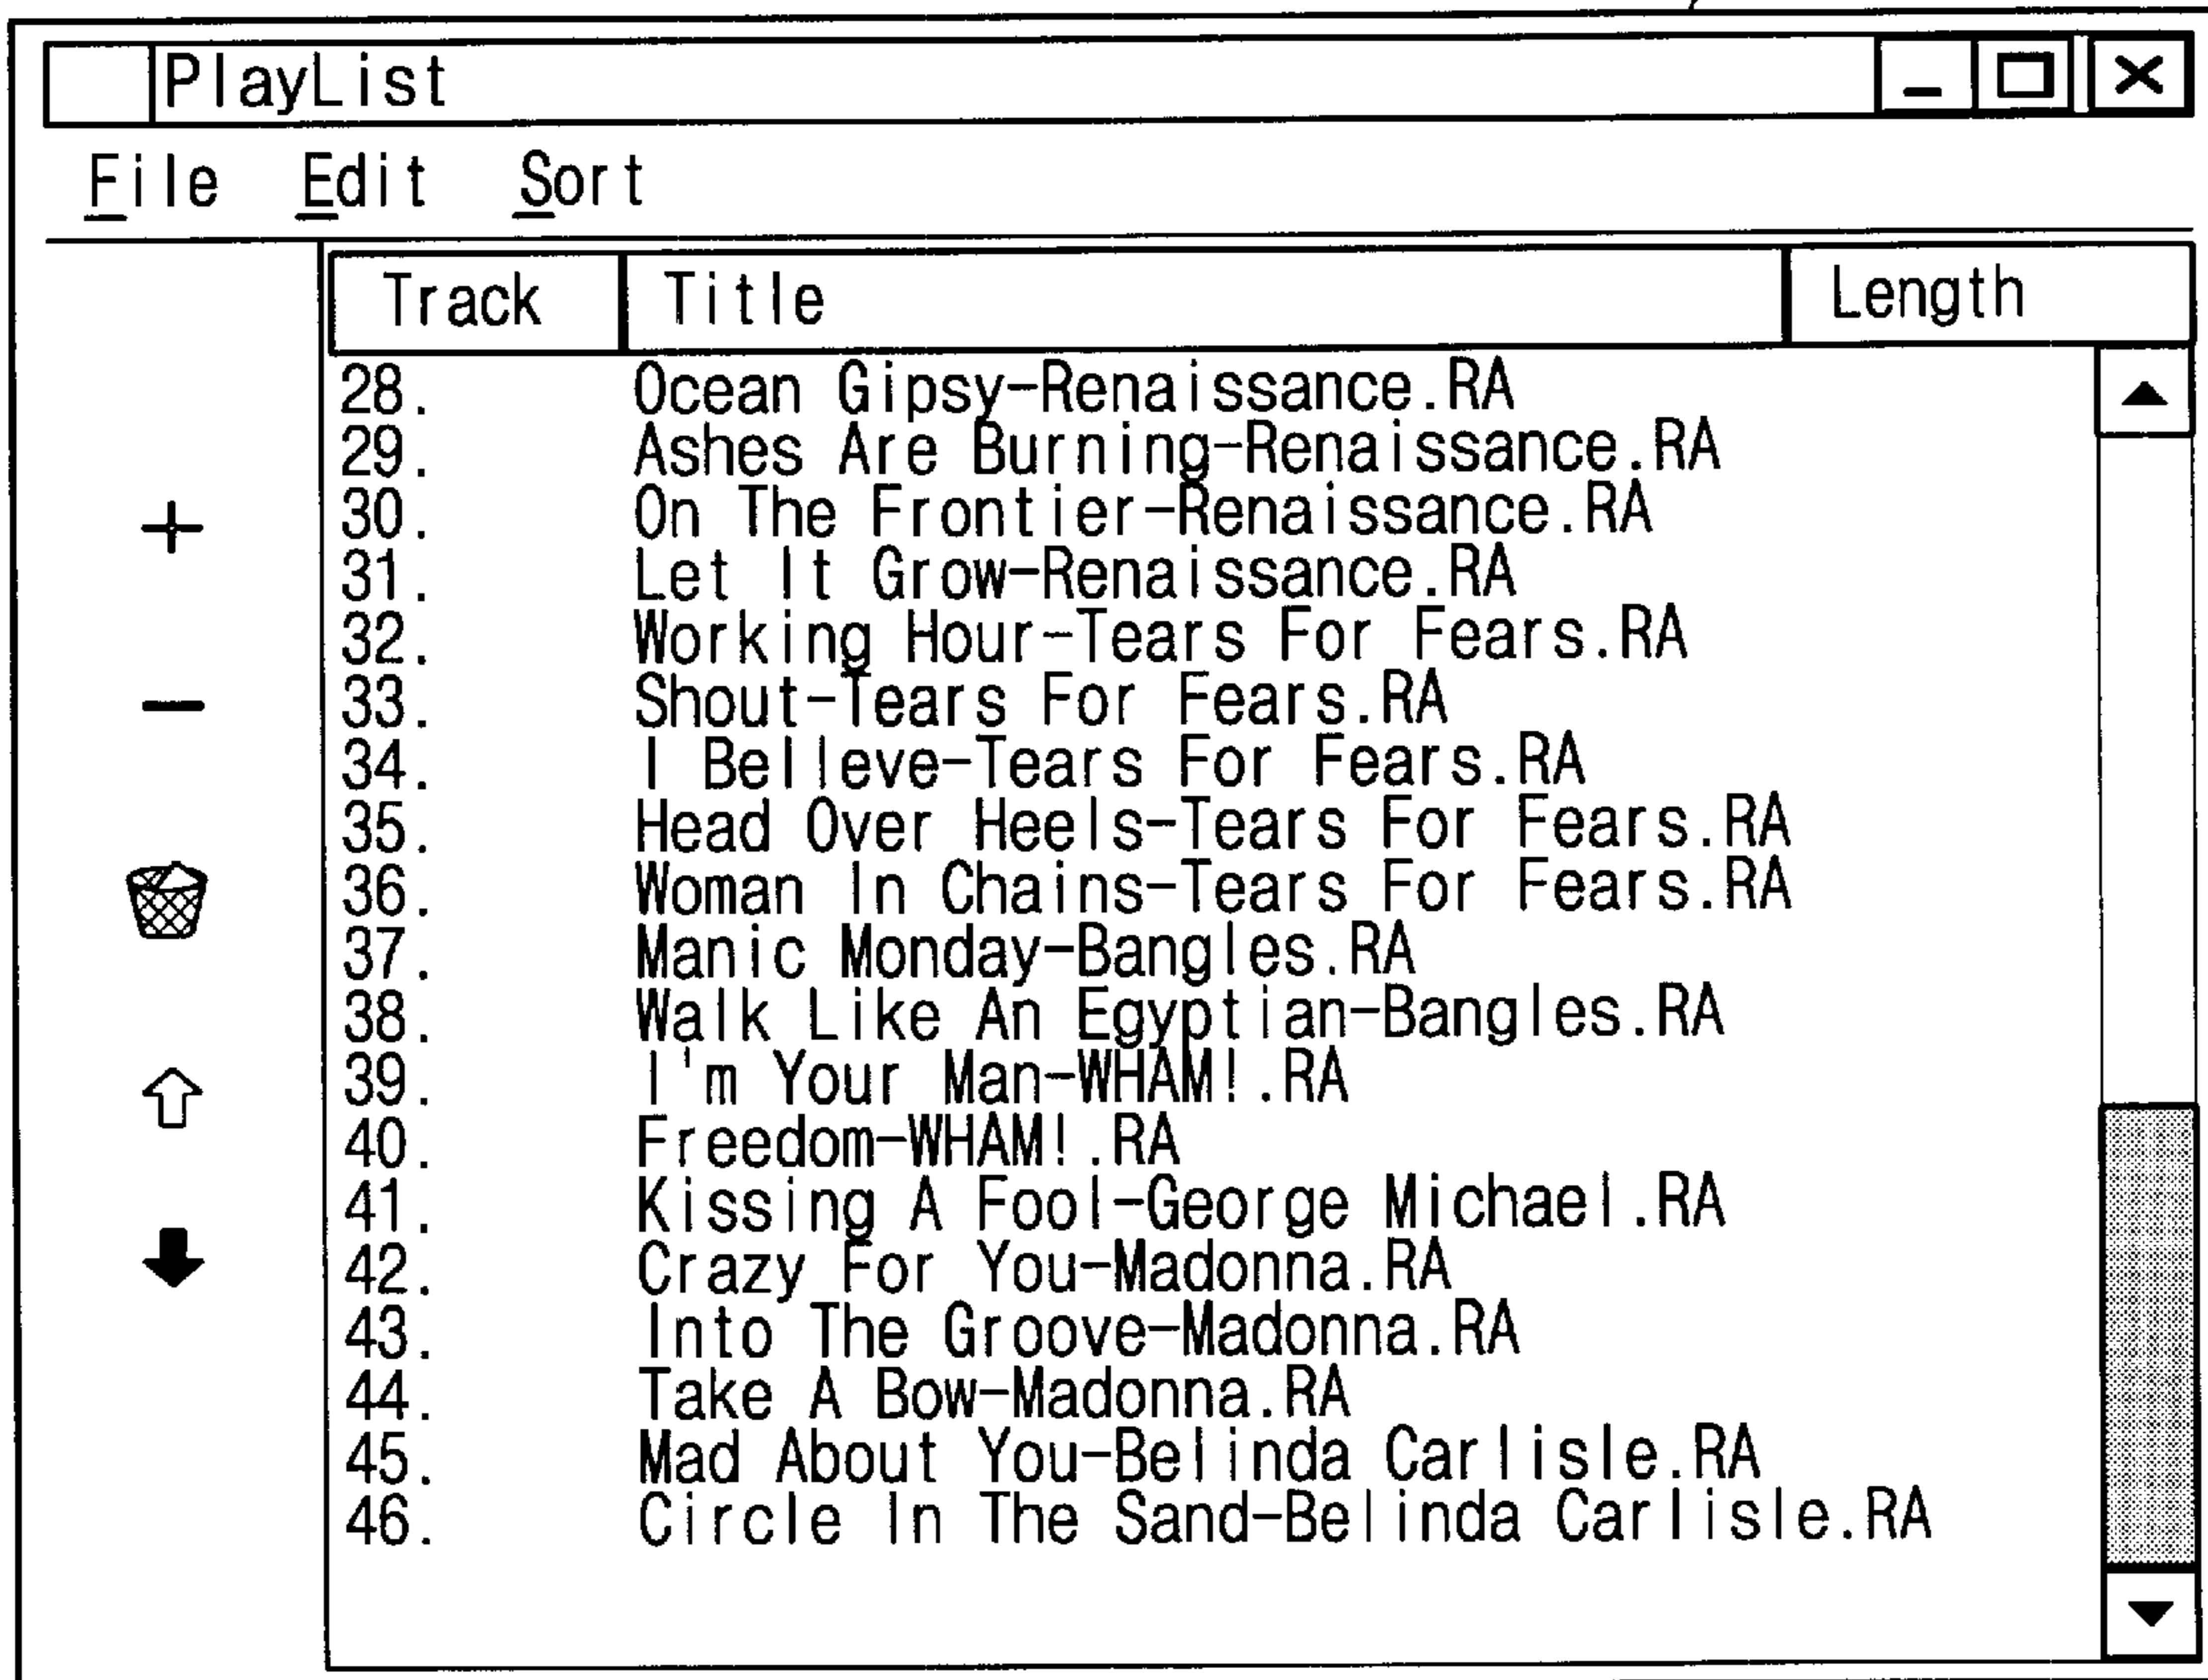 PlayList
File Edit Sort
Track Title Length
28. Ocean Gipsy-Renaissance.RA
29. Ashes Are Burning-Renaissance.RA
30. On The Frontier-Renaissance.RA
31. Let It Grow-Renaissance.RA
32. Working Hour-Tears For Fears.RA
33. Shout-Tears For Fears.RA
34. I Belleve-Tears For Fears.RA
35. Head Over Heels-Tears For Fears.RA
36. Woman In Chains-Tears For Fears.RA
37. Manic Monday-Bangles.RA
38. Walk Like An Egyptian-Bangles.RA
39. I'm Your Man-WHAM!.RA
40. Freedom-WHAM!.RA
41. Kissing A Fool-George Michael.RA
42. Crazy For You-Madonna.RA
43. Into The Groove-Madonna.RA
44. Take A Bow-Madonna.RA
45. Mad About You-Belinda Carlisle.RA
46. Circle In The Sand-Belinda Carlisle.RA